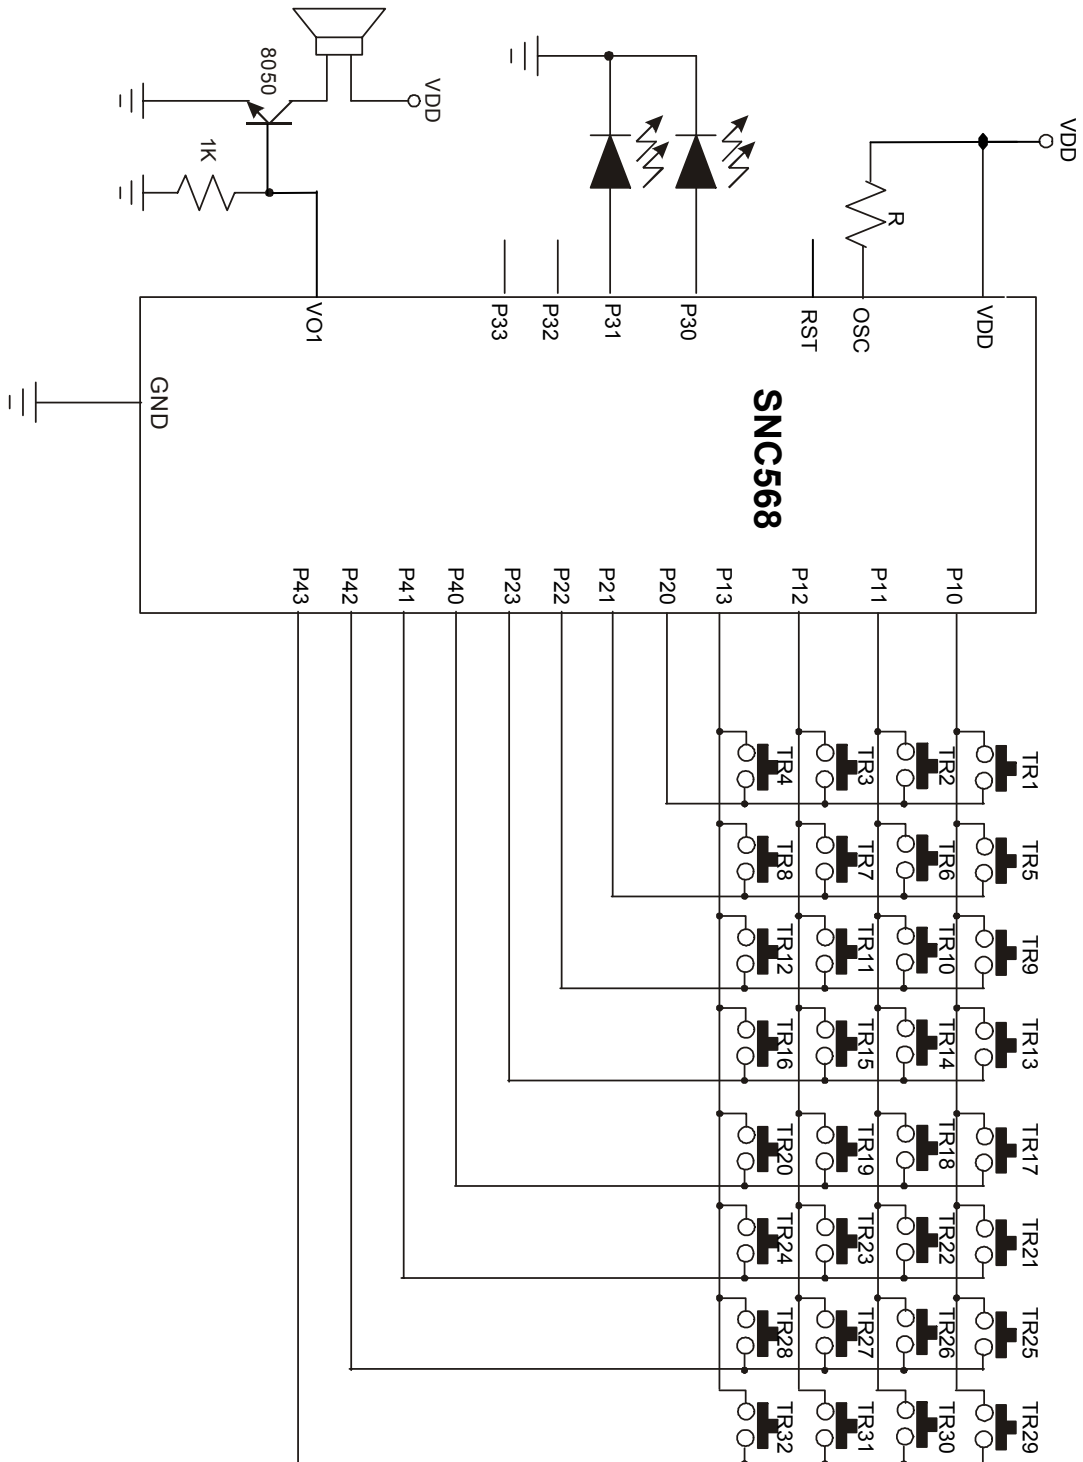 8050
VDD
VDD
1K
R
VO1
P33
P32
P31
P30
RST
OSC
VDD
GND
SNC568
P43
P42
P41
P40
P23
P22
P21
P20
P13
P12
P11
P10
TR4
TR3
TR2
TR1
TR8
TR7
TR6
TR5
TR12
TR11
TR10
TR9
TR16
TR15
TR14
TR13
TR20
TR19
TR18
TR17
TR24
TR23
TR22
TR21
TR28
TR27
TR26
TR25
TR32
TR31
TR30
TR29